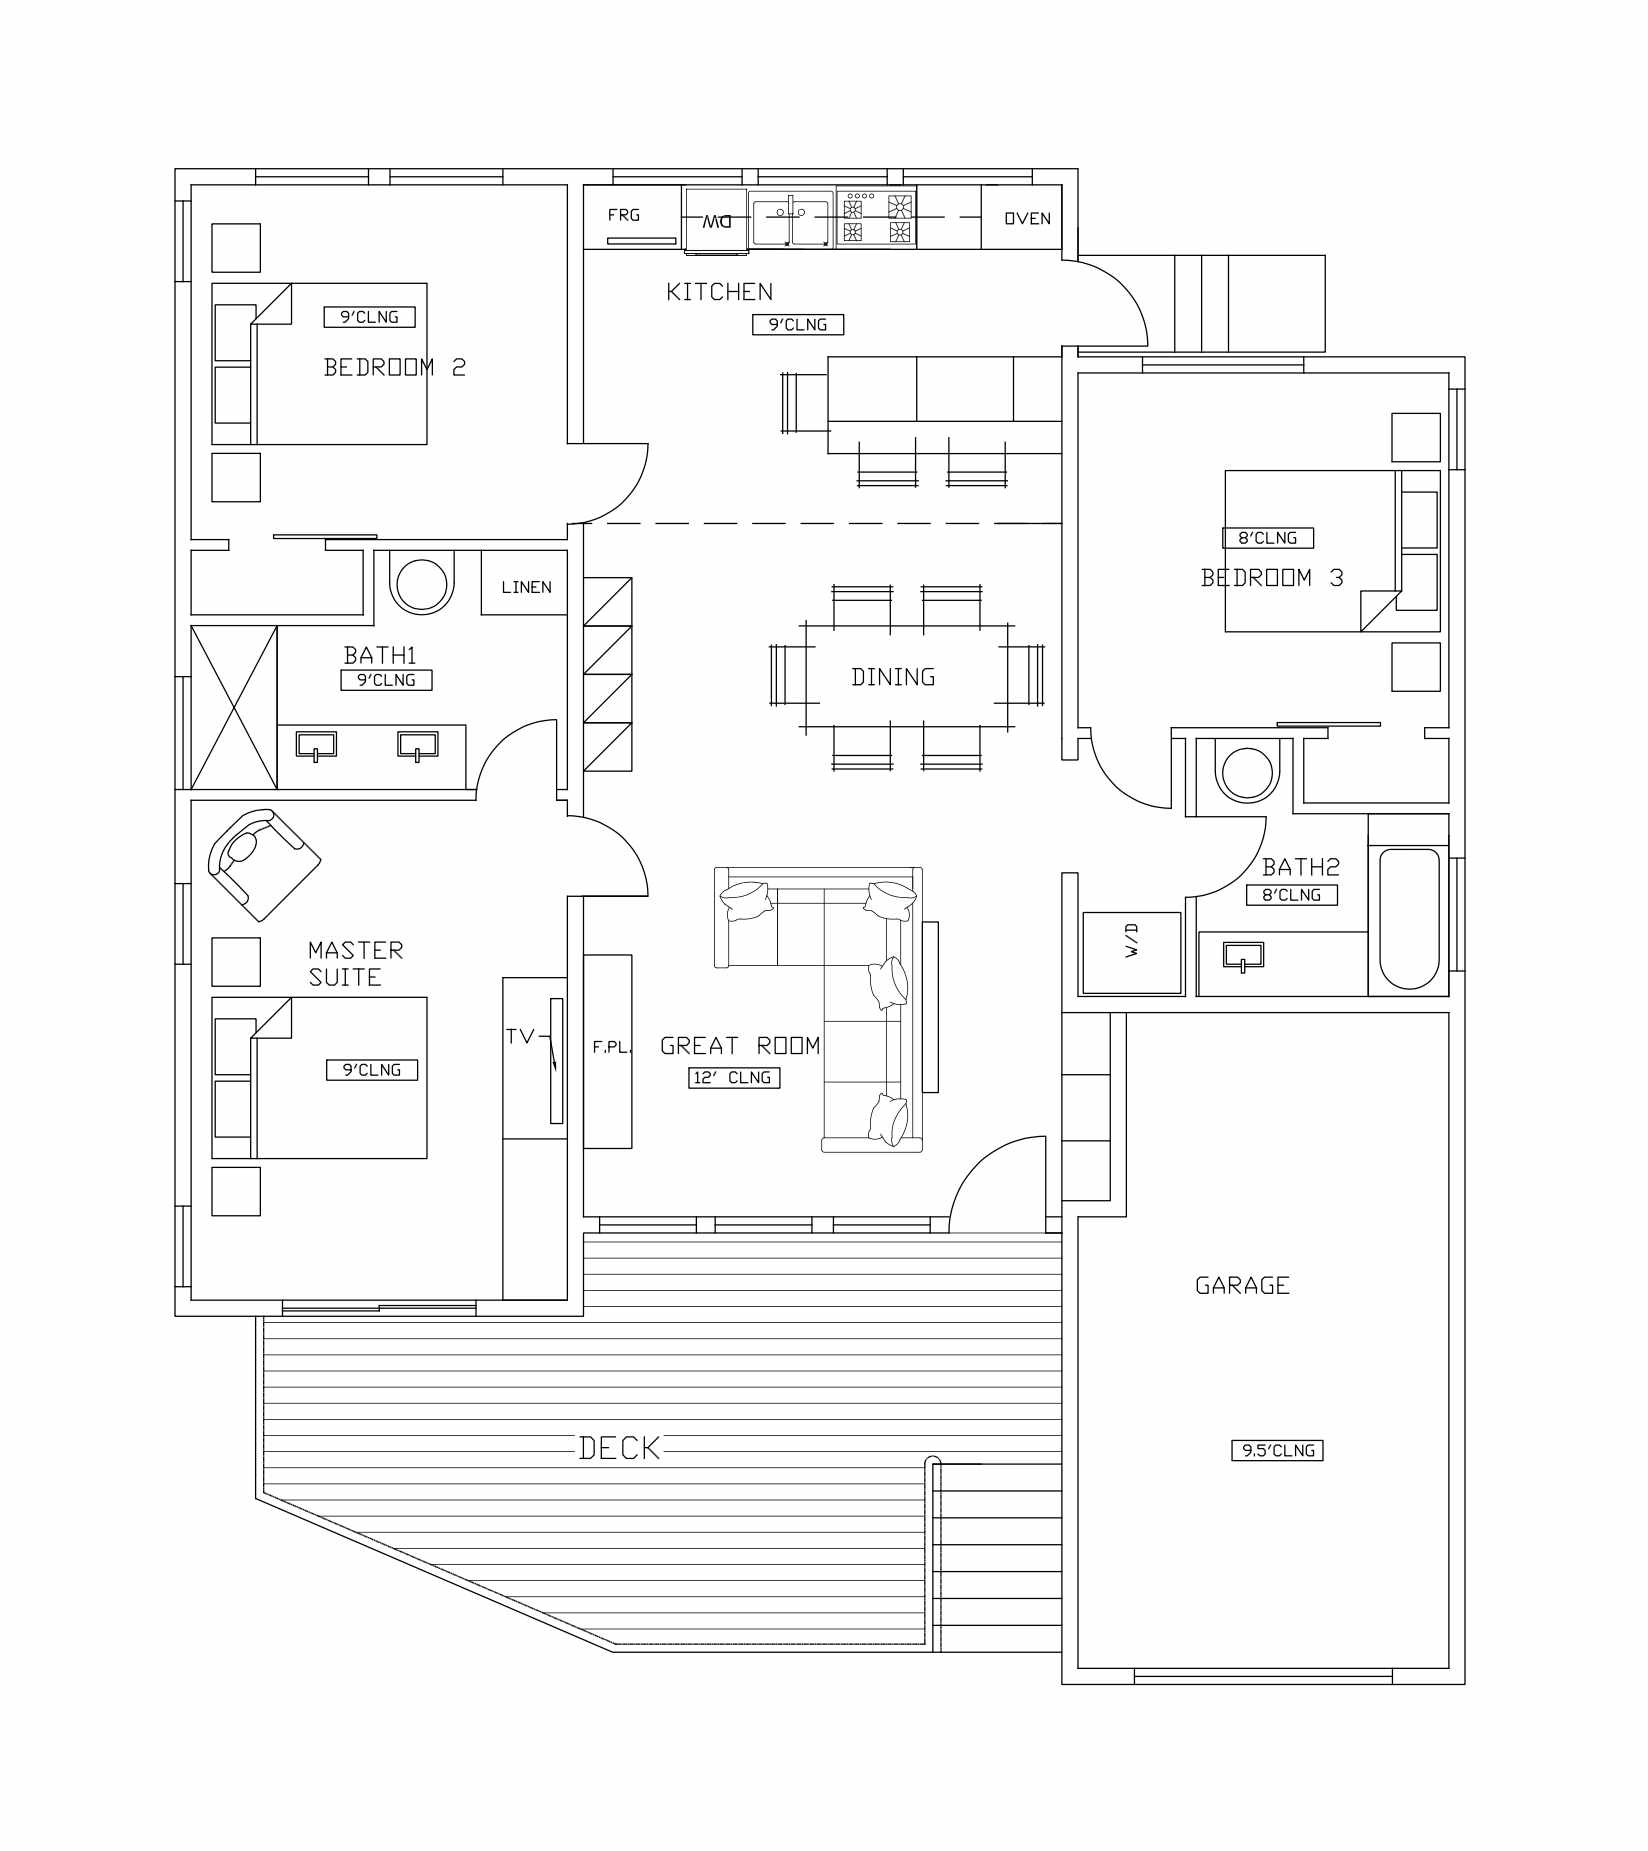 FRG
DW
OVEN
KITCHEN
9'CLNG
9'CLNG
BEDROOM 2
8'CLNG
BEDROOM 3
LINEN
BATH1
9'CLNG
DINING
BATH2
8'CLNG
W/D
MASTER
SUITE
TV
9'CLNG
F.PL.
GREAT ROOM
12' CLNG
GARAGE
DECK
9.5'CLNG